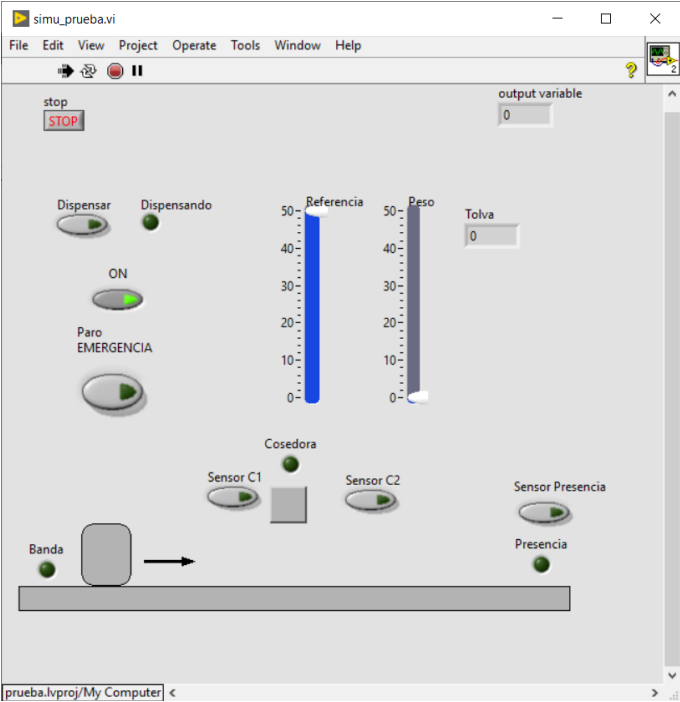 simu_prueba.vi
File Edit View Project Operate Tools Window Help
2
stop
STOP
output variable
0
Dispensar
Dispensando
ON
Paro
EMERGENCIA
Referencia
50
40
30
20
10
0
Peso
50
40
30
20
10
0
Tolva
0
Cosedora
Sensor C1
Sensor C2
Sensor Presencia
Presencia
Banda
prueba.lvproj/My Computer